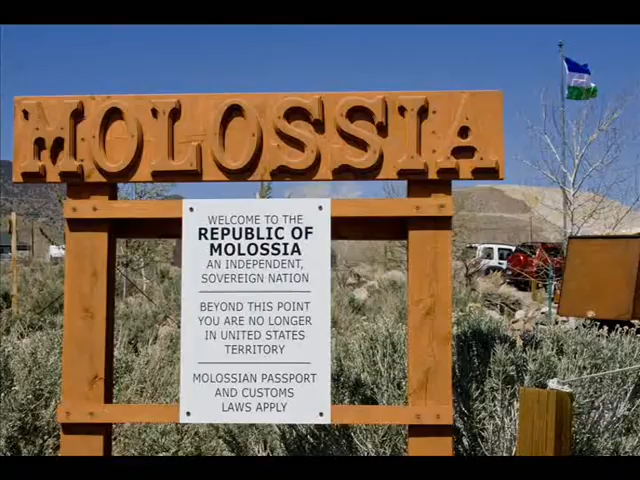 MOLOSSIA
WELCOME TO THE
REPUBLIC OF
MOLOSSIA
AN INDEPENDENT,
SOVEREIGN NATION
BEYOND THIS POINT
YOU ARE NO LONGER
IN UNITED STATES
TERRITORY
MOLOSSIAN PASSPORT
AND CUSTOMS
LAWS APPLY